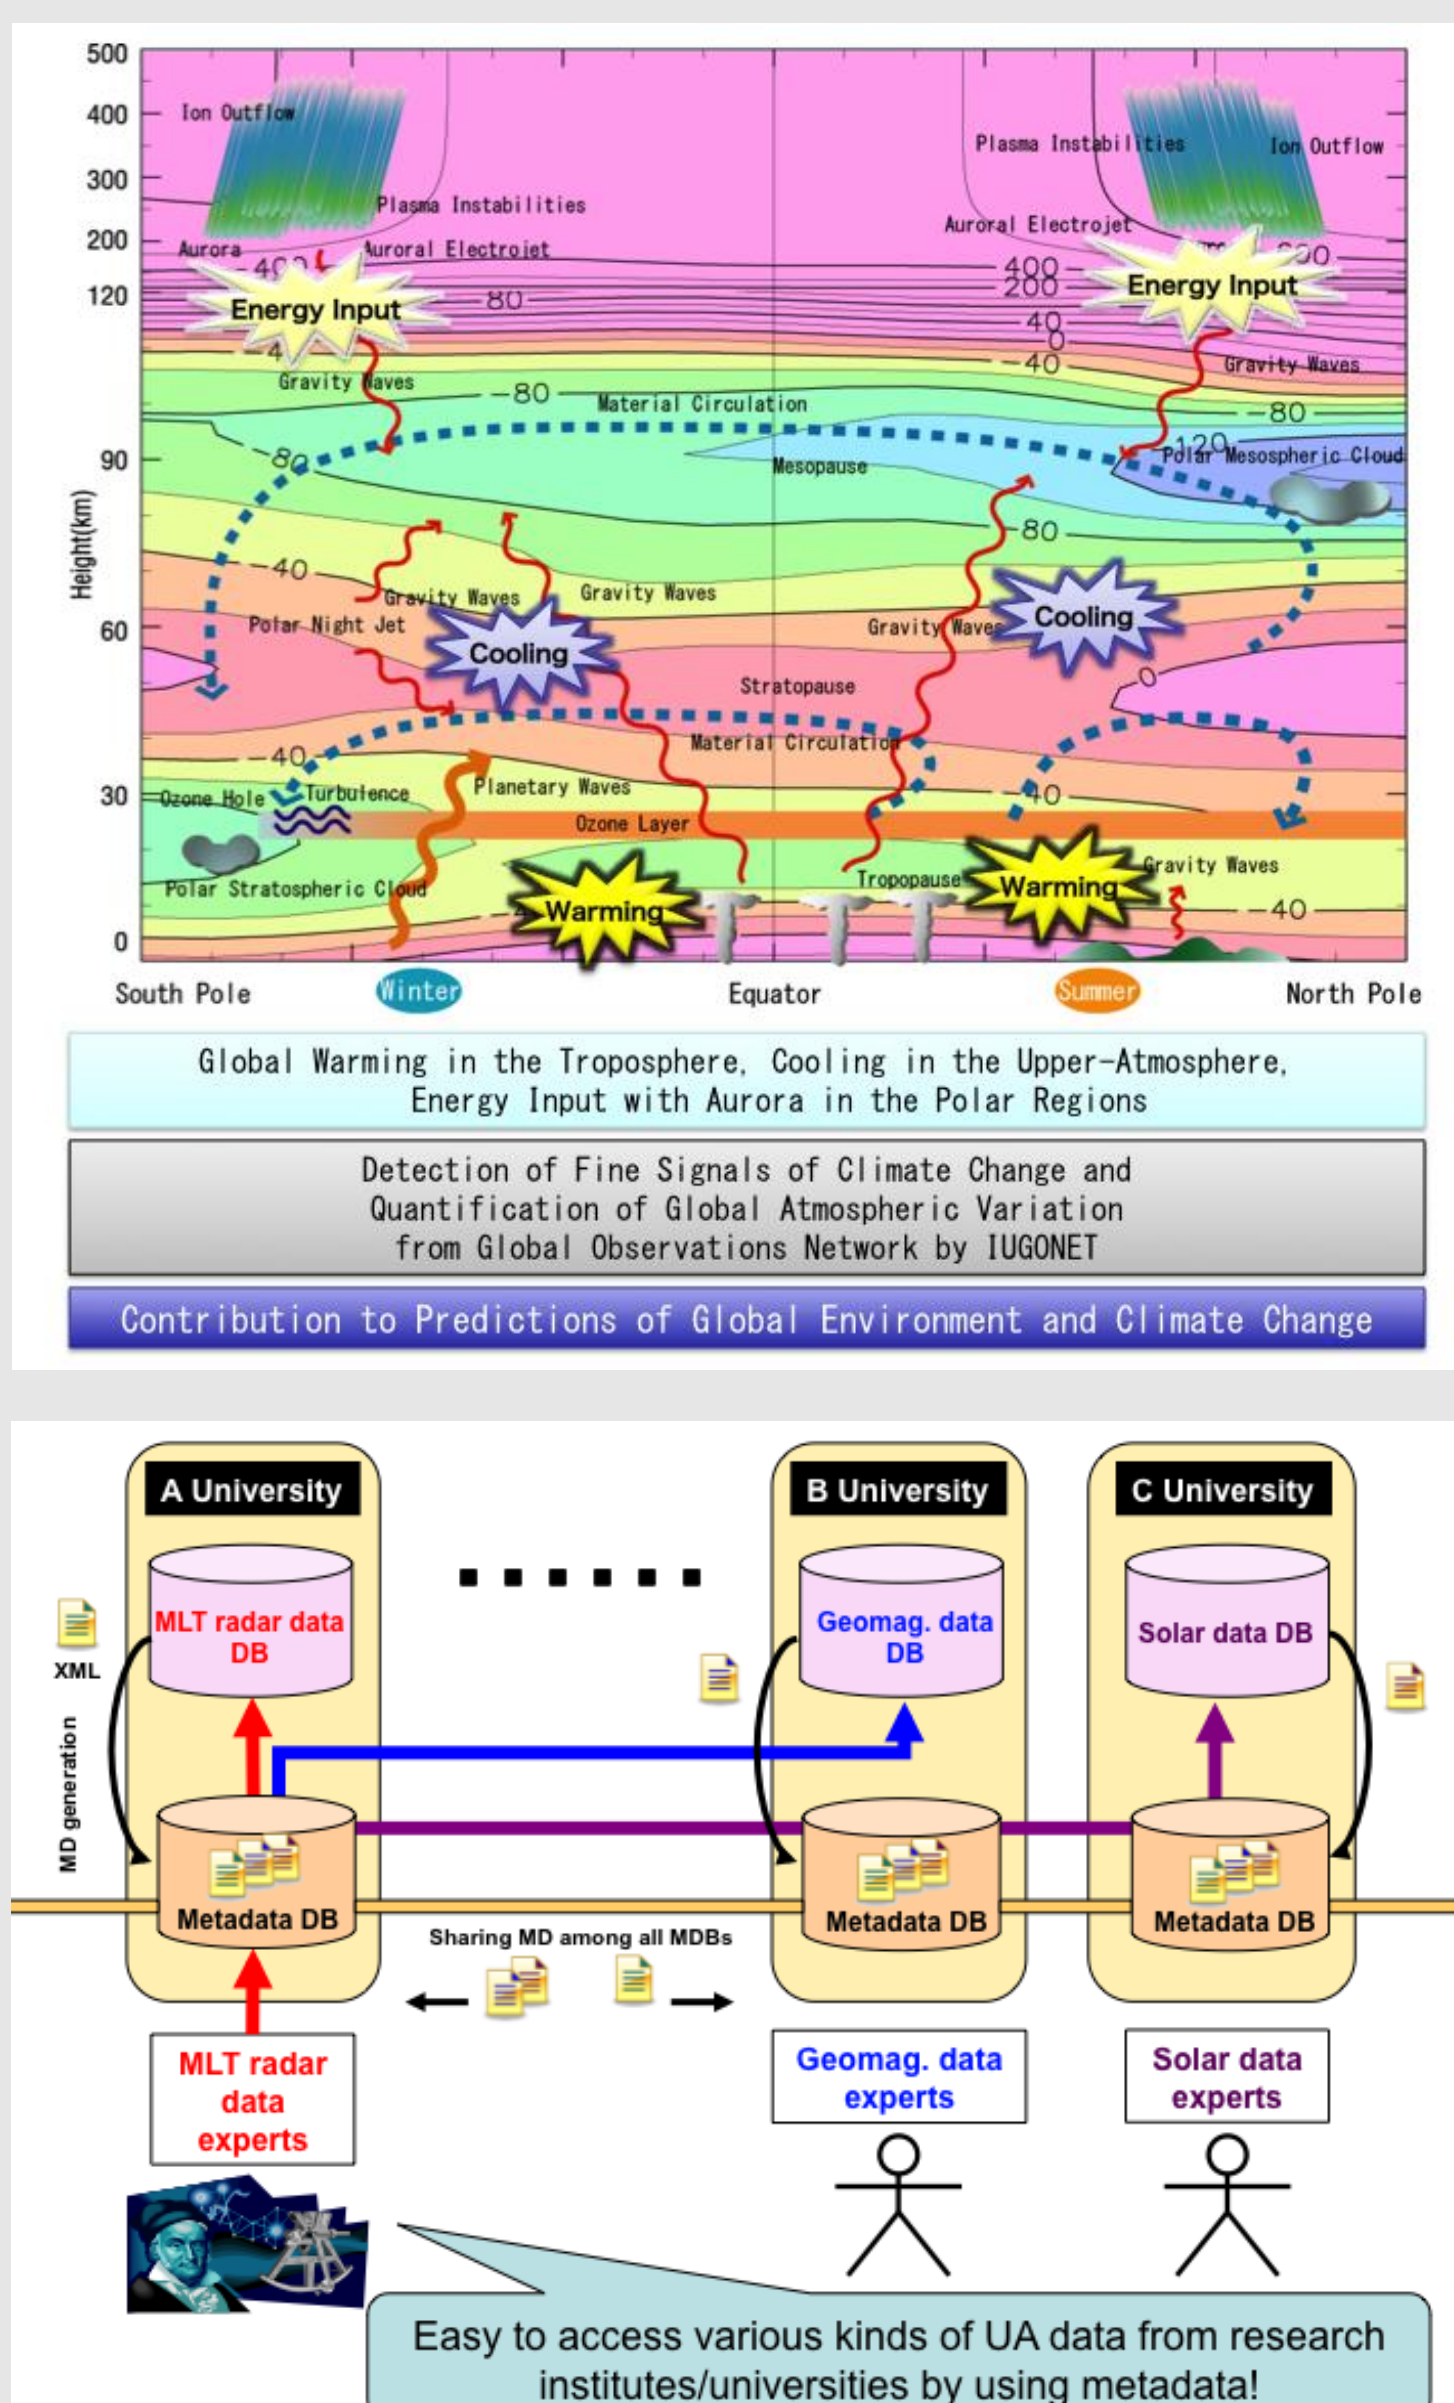 500
400
300
200
120
90
60
30
0
Height(km)
Ion Outflow
Plasma Instabilities
Ion Outflow
Plasma Instabilities
Auroral Electrojet
Aurora
Auroral Electrojet
400
80
400
200
Energy Input
Energy Input
40
0
-40
Gravity Waves
Gravity Waves
-80
Material Circulation
-80
Mesopause
Polar Mesospheric Cloud
-80
-80
-40
Gravity Waves
Gravity Waves
Polar Night Jet
Cooling
Gravity Waves
Cooling
Stratopause
0
Material Circulation
-40
Planetary Waves
-40
Ozone Hole
Turbulence
Ozone Layer
Polar Stratospheric Cloud
Warming
Tropopause
Warming
Gravity Waves
-40
South Pole
Winter
Equator
Summer
North Pole
Global Warming in the Troposphere, Cooling in the Upper-Atmosphere,
Energy Input with Aurora in the Polar Regions
Detection of Fine Signals of Climate Change and
Quantification of Global Atmospheric Variation
from Global Observations Network by IUGONET
Contribution to Predictions of Global Environment and Climate Change
A University
B University
C University
MLT radar data
DB
Geomag. data
DB
Solar data DB
XML
MD generation
Metadata DB
Metadata DB
Metadata DB
Sharing MD among all MDBs
MLT radar
data
experts
Geomag. data
experts
Solar data
experts
Easy to access various kinds of UA data from research
institutes/universities by using metadata!